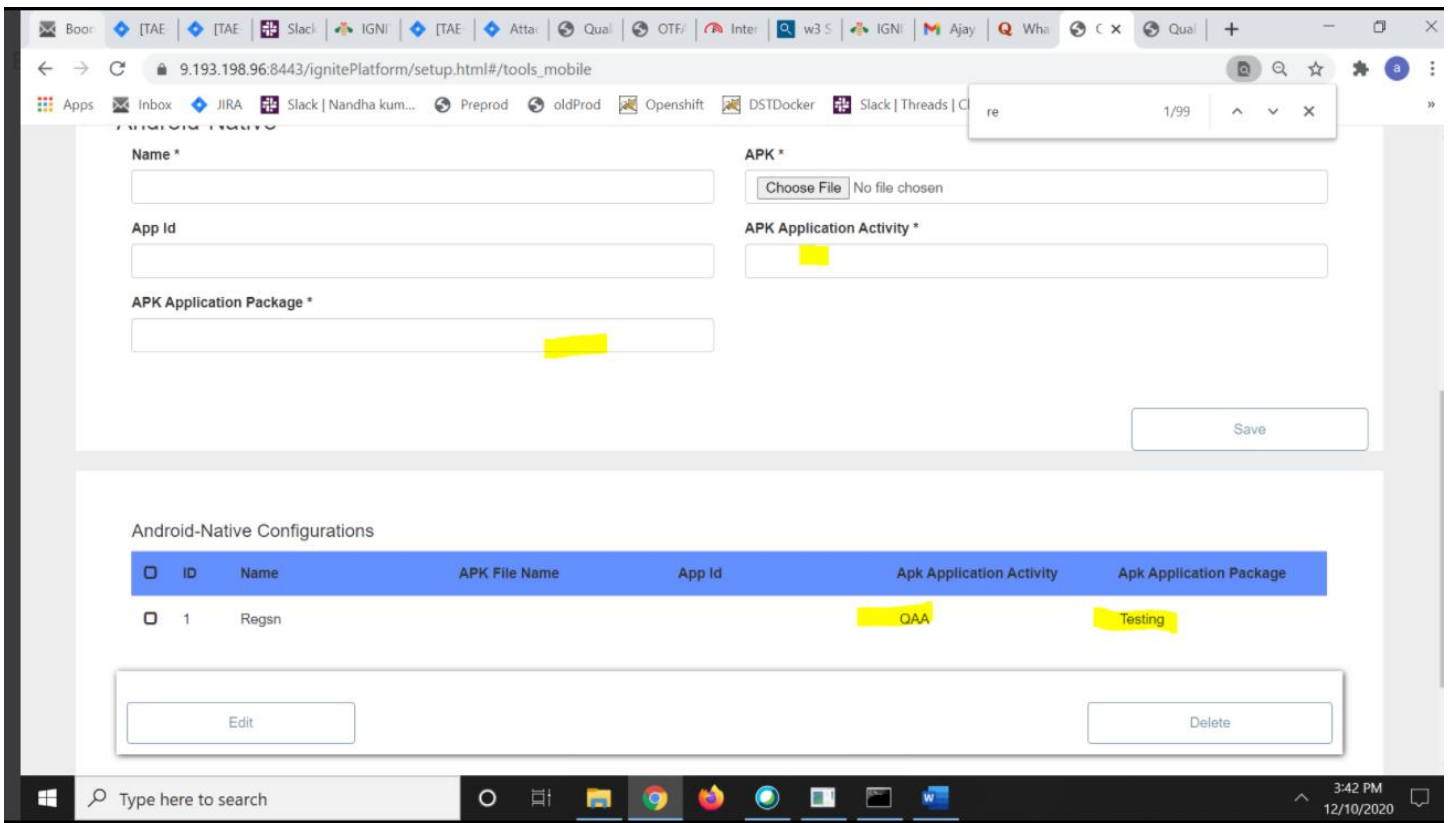 Boor [TAE [TAE Slack IGNI [TAE Attac Qual OTF/ Inter w3 S IGNI Ajay Wha C Qual
9.193.198.96:8443/ignitePlatform/setup.html#/tools_mobile
Apps Inbox JIRA Slack | Nandha kum... Preprod oldProd Openshift DSTDocker Slack | Threads | Cl
re 1/99
Android-Native
Name * APK *
Choose File No file chosen
App Id APK Application Activity *
APK Application Package *
Save
Android-Native Configurations
ID Name APK File Name App Id Apk Application Activity Apk Application Package
1 Regsn QAA Testing
Edit Delete
Type here to search 3:42 PM
12/10/2020